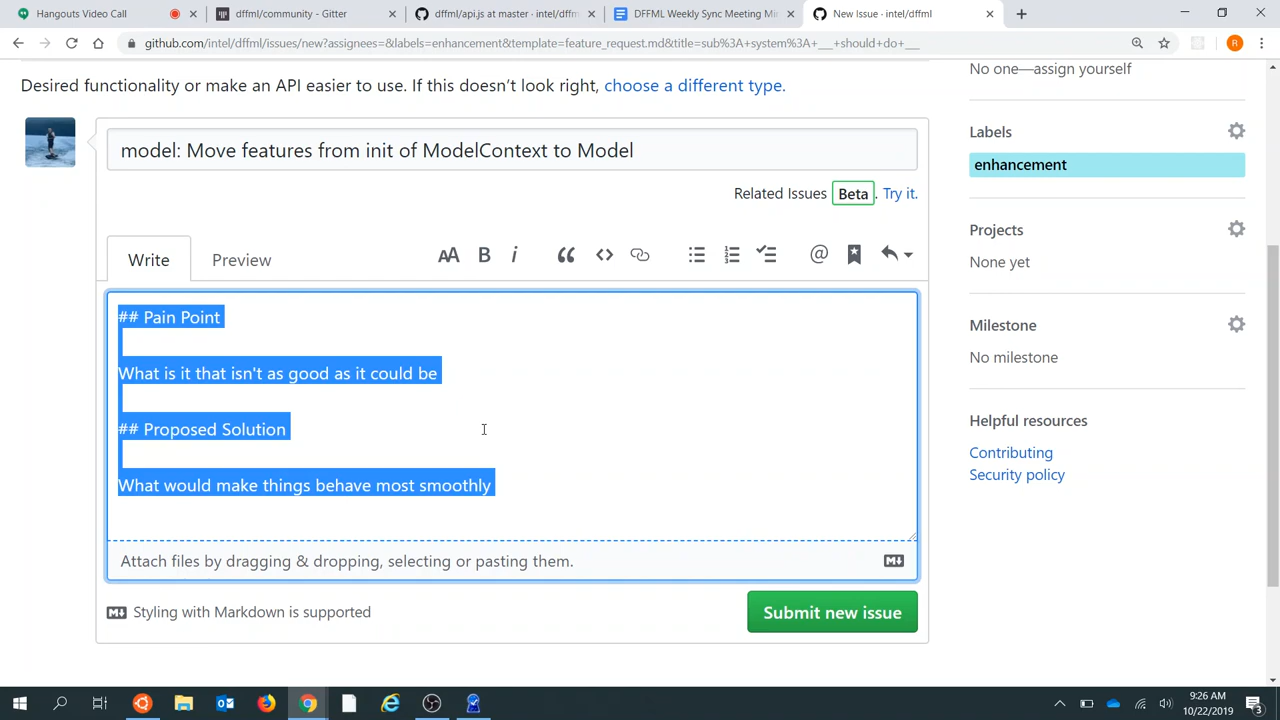 Hangouts Video Call
dffml/community - Gitter
dffml/api.js at master · intel/dffm
DFFML Weekly Sync Meeting Mi
New Issue · intel/dffml
github.com/intel/dffml/issues/new?assignees=&labels=enhancement&template=feature_request.md&title=sub%3A+system%3A+___+should+do+___
R
No one—assign yourself
Desired functionality or make an API easier to use. If this doesn’t look right, choose a different type.
model: Move features from init of ModelContext to Model
Related Issues Beta . Try it.
Write
Preview
AA B i
## Pain Point
What is it that isn't as good as it could be
## Proposed Solution
What would make things behave most smoothly
Attach files by dragging & dropping, selecting or pasting them.
Styling with Markdown is supported
Submit new issue
Labels
enhancement
Projects
None yet
Milestone
No milestone
Helpful resources
Contributing
Security policy
9:26 AM
10/22/2019
3